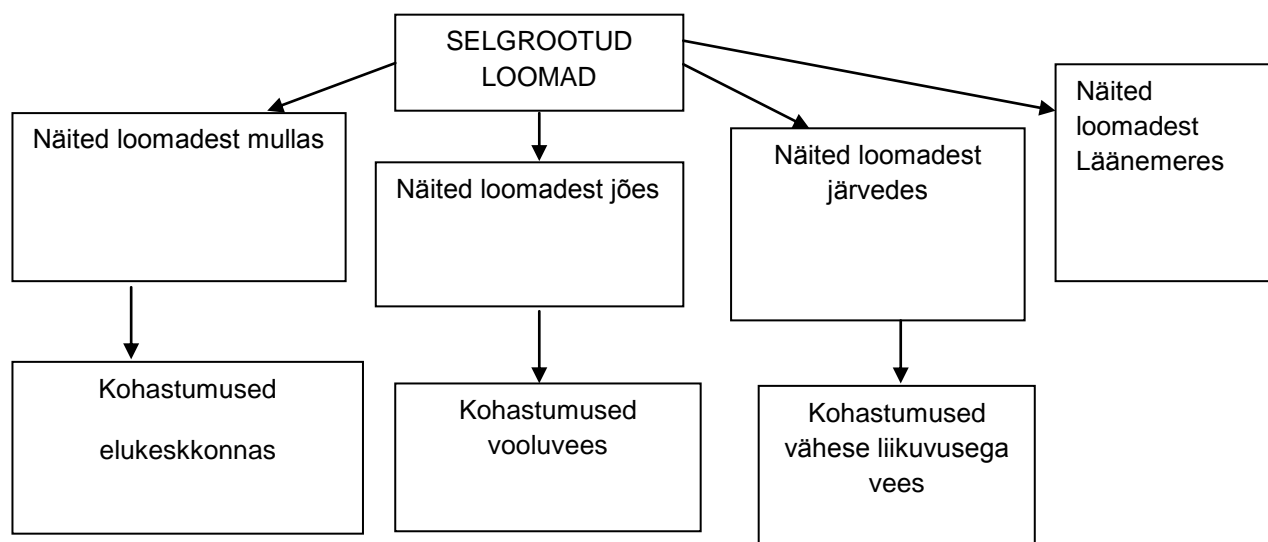 SELGROOTUD
LOOMAD
Näited loomadest mullas
Näited loomadest jões
Näited loomadest
järvedes
Näited
loomadest
Läänemeres
Kohastumused
elukeskkonnas
Kohastumused
vooluvees
Kohastumused
vähese liikuvusega
vees